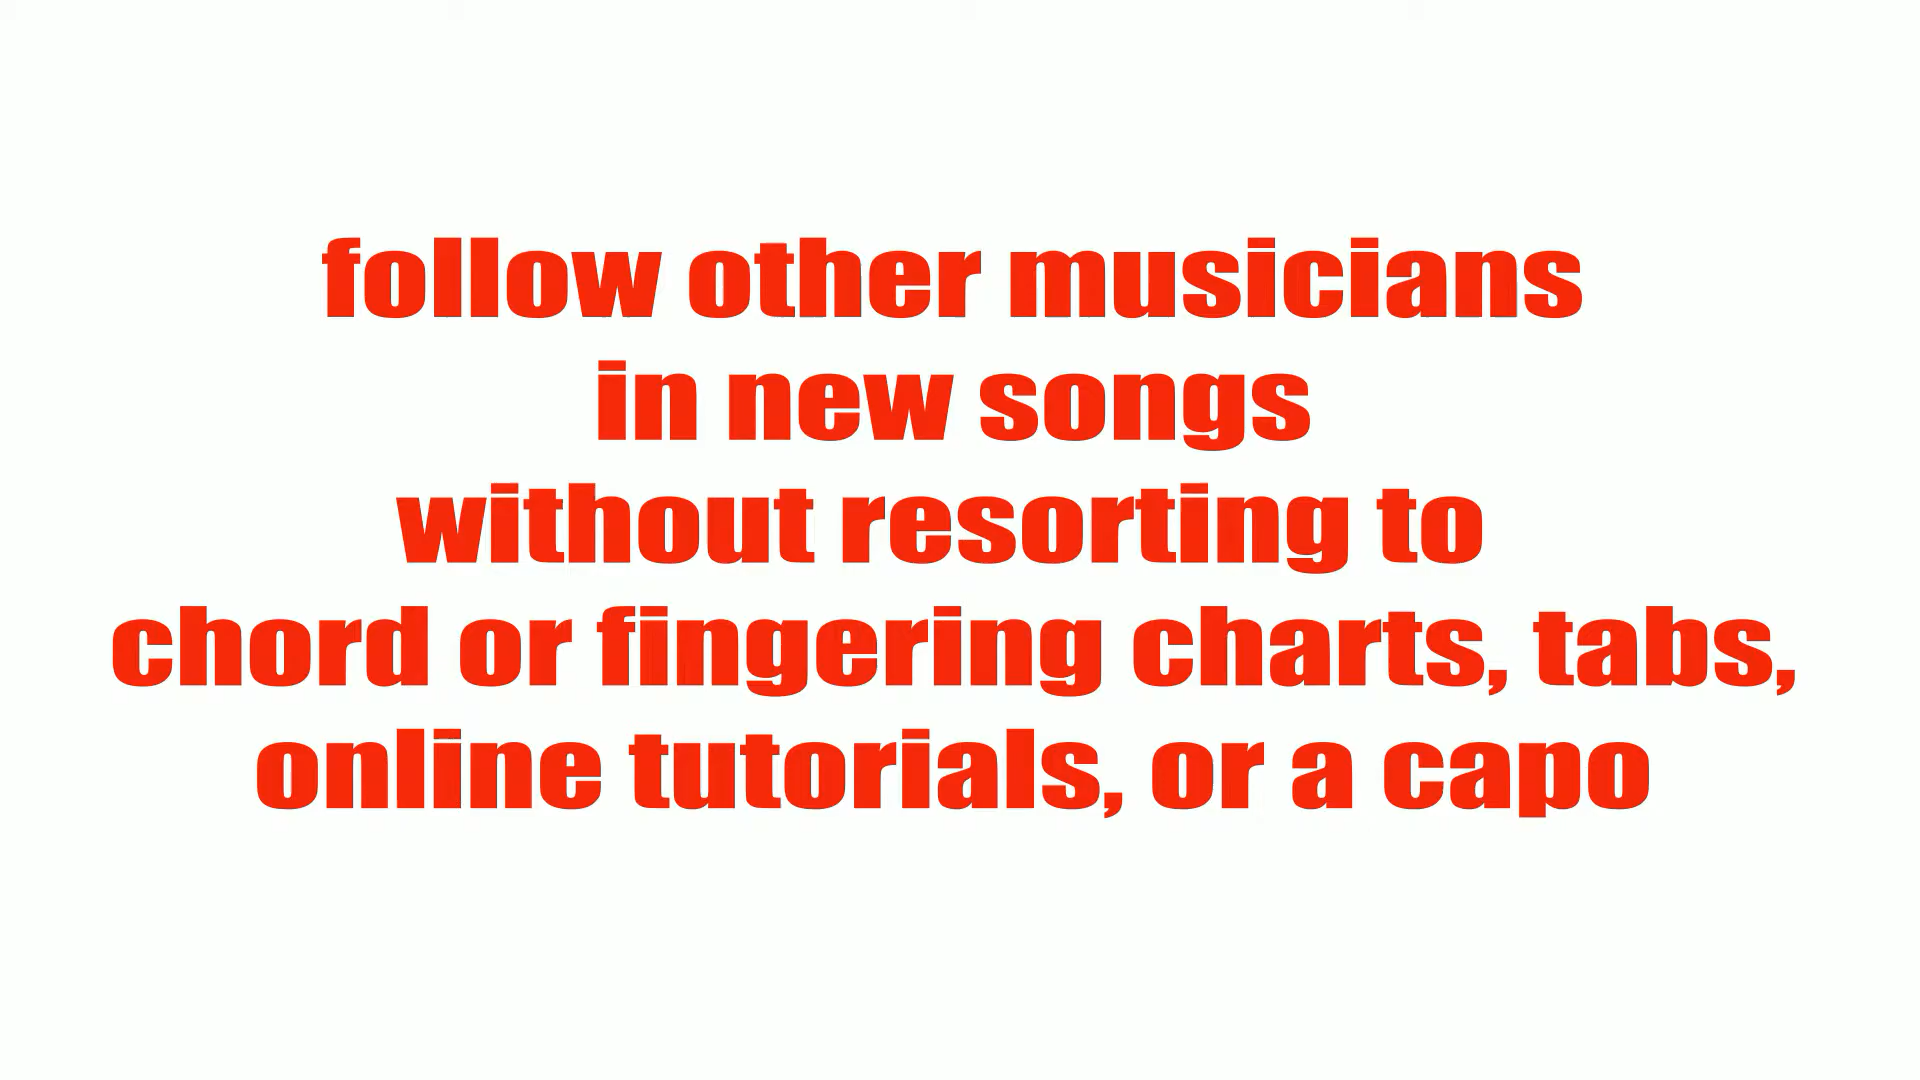 follow other musicians
in new songs
without resorting to
chord or fingering charts, tabs,
online tutorials, or a capo